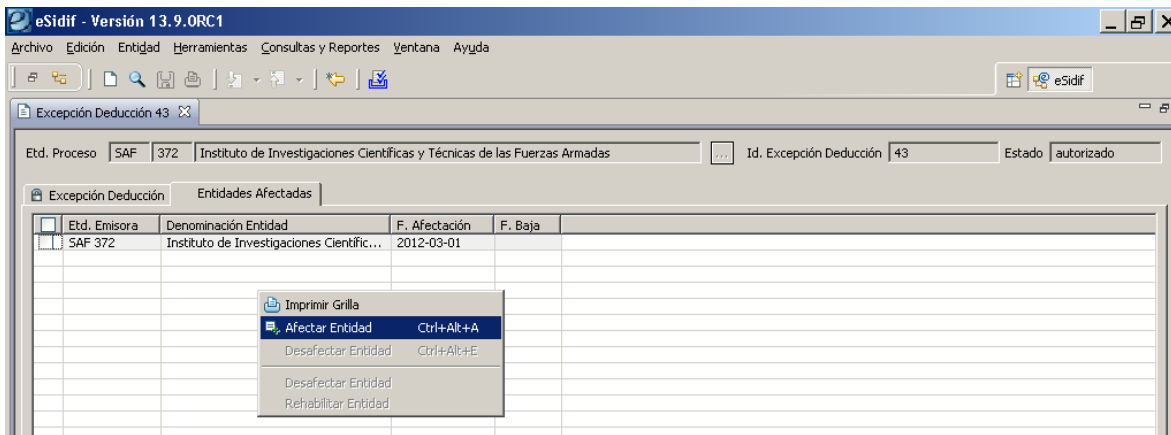 eSidif - Versión 13.9.0RC1
Archivo Edición Entidad Herramientas Consultas y Reportes Ventana Ayuda
eSidif
Excepción Deducción 43
Etd. Proceso SAF 372 Instituto de Investigaciones Científicas y Técnicas de las Fuerzas Armadas ... Id. Excepción Deducción 43 Estado autorizado
Excepción Deducción Entidades Afectadas
Etd. Emisora Denominación Entidad F. Afectación F. Baja
SAF 372 Instituto de Investigaciones Científic... 2012-03-01
Imprimir Grilla
Afectar Entidad Ctrl+Alt+A
Desafectar Entidad Ctrl+Alt+E
Desafectar Entidad
Rehabilitar Entidad